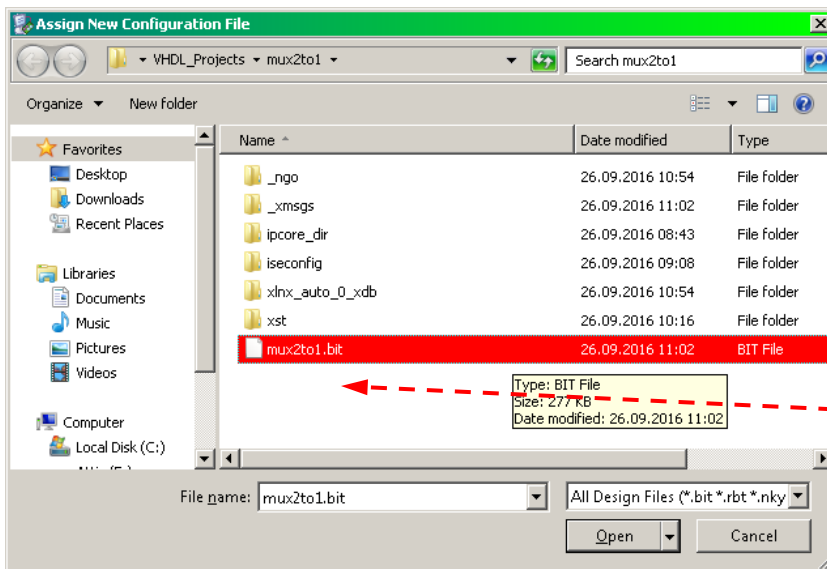 Assign New Configuration File
VHDL_Projects mux2to1
Search mux2to1
Organize
New folder
Name
Date modified
Type
Favorites
Desktop
Downloads
Recent Places
Libraries
Documents
Music
Pictures
Videos
Computer
Local Disk (C:)
_ngo 26.09.2016 10:54 File folder
_xmsgs 26.09.2016 11:02 File folder
ipcore_dir 26.09.2016 08:43 File folder
iseconfig 26.09.2016 09:08 File folder
xlnx_auto_0_xdb 26.09.2016 10:54 File folder
xst 26.09.2016 10:16 File folder
mux2to1.bit 26.09.2016 11:02 BIT File
Type: BIT File
Size: 277 KB
Date modified: 26.09.2016 11:02
File name: mux2to1.bit
All Design Files (*.bit *.rbt *.nky
Open
Cancel